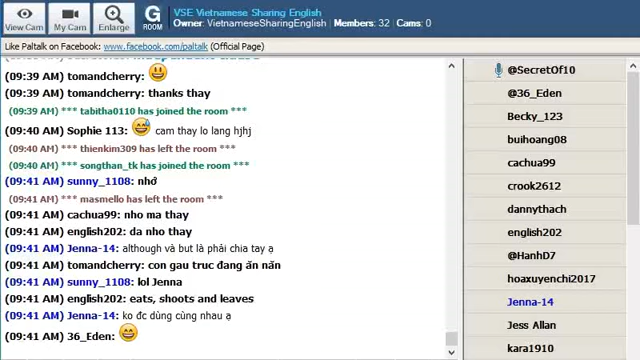 View Cam
My Cam
Enlarge
G
ROOM
VSE Vietnamese Sharing English
Owner: VietnameseSharingEnglish | Members: 32 | Cams: 0
Like Paltalk on Facebook: www.facebook.com/paltalk (Official Page)
(09:39 AM) tomandcherry:
(09:39 AM) tomandcherry: thanks thay
(09:39 AM) *** tabitha0110 has joined the room ***
(09:40 AM) Sophie 113: cam thay lo lang hjhj
(09:40 AM) *** thienkim309 has left the room ***
(09:40 AM) *** songthan_tk has joined the room ***
(09:41 AM) sunny_1108: nhớ
(09:41 AM) *** masmello has left the room ***
(09:41 AM) cachua99: nho ma thay
(09:41 AM) english202: da nho thay
(09:41 AM) Jenna-14: although và but là phải chia tay ạ
(09:41 AM) tomandcherry: con gau truc đang ăn năn
(09:41 AM) sunny_1108: lol Jenna
(09:41 AM) english202: eats, shoots and leaves
(09:41 AM) Jenna-14: ko đc dùng cùng nhau ạ
(09:41 AM) 36_Eden:
@SecretOf10
@36_Eden
Becky_123
buihoang08
cachua99
crook2612
dannythach
english202
@HanhD7
hoaxuyenchi2017
Jenna-14
Jess Allan
kara1910